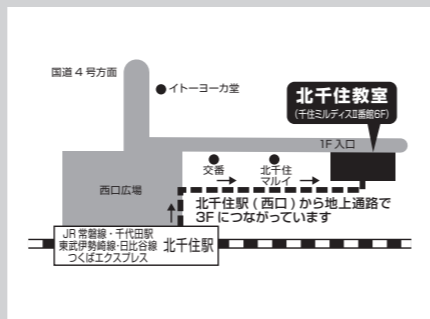 国道4号方面
イトーヨーカ堂
北千住教室
(千住ミルディスⅡ番館6F)
1F入口
交番
北千住
マルイ
西口広場
北千住駅(西口)から地上通路で
3Fにつながっています
JR常磐線・千代田駅
東武伊勢崎線・日比谷線
つくばエクスプレス
北千住駅